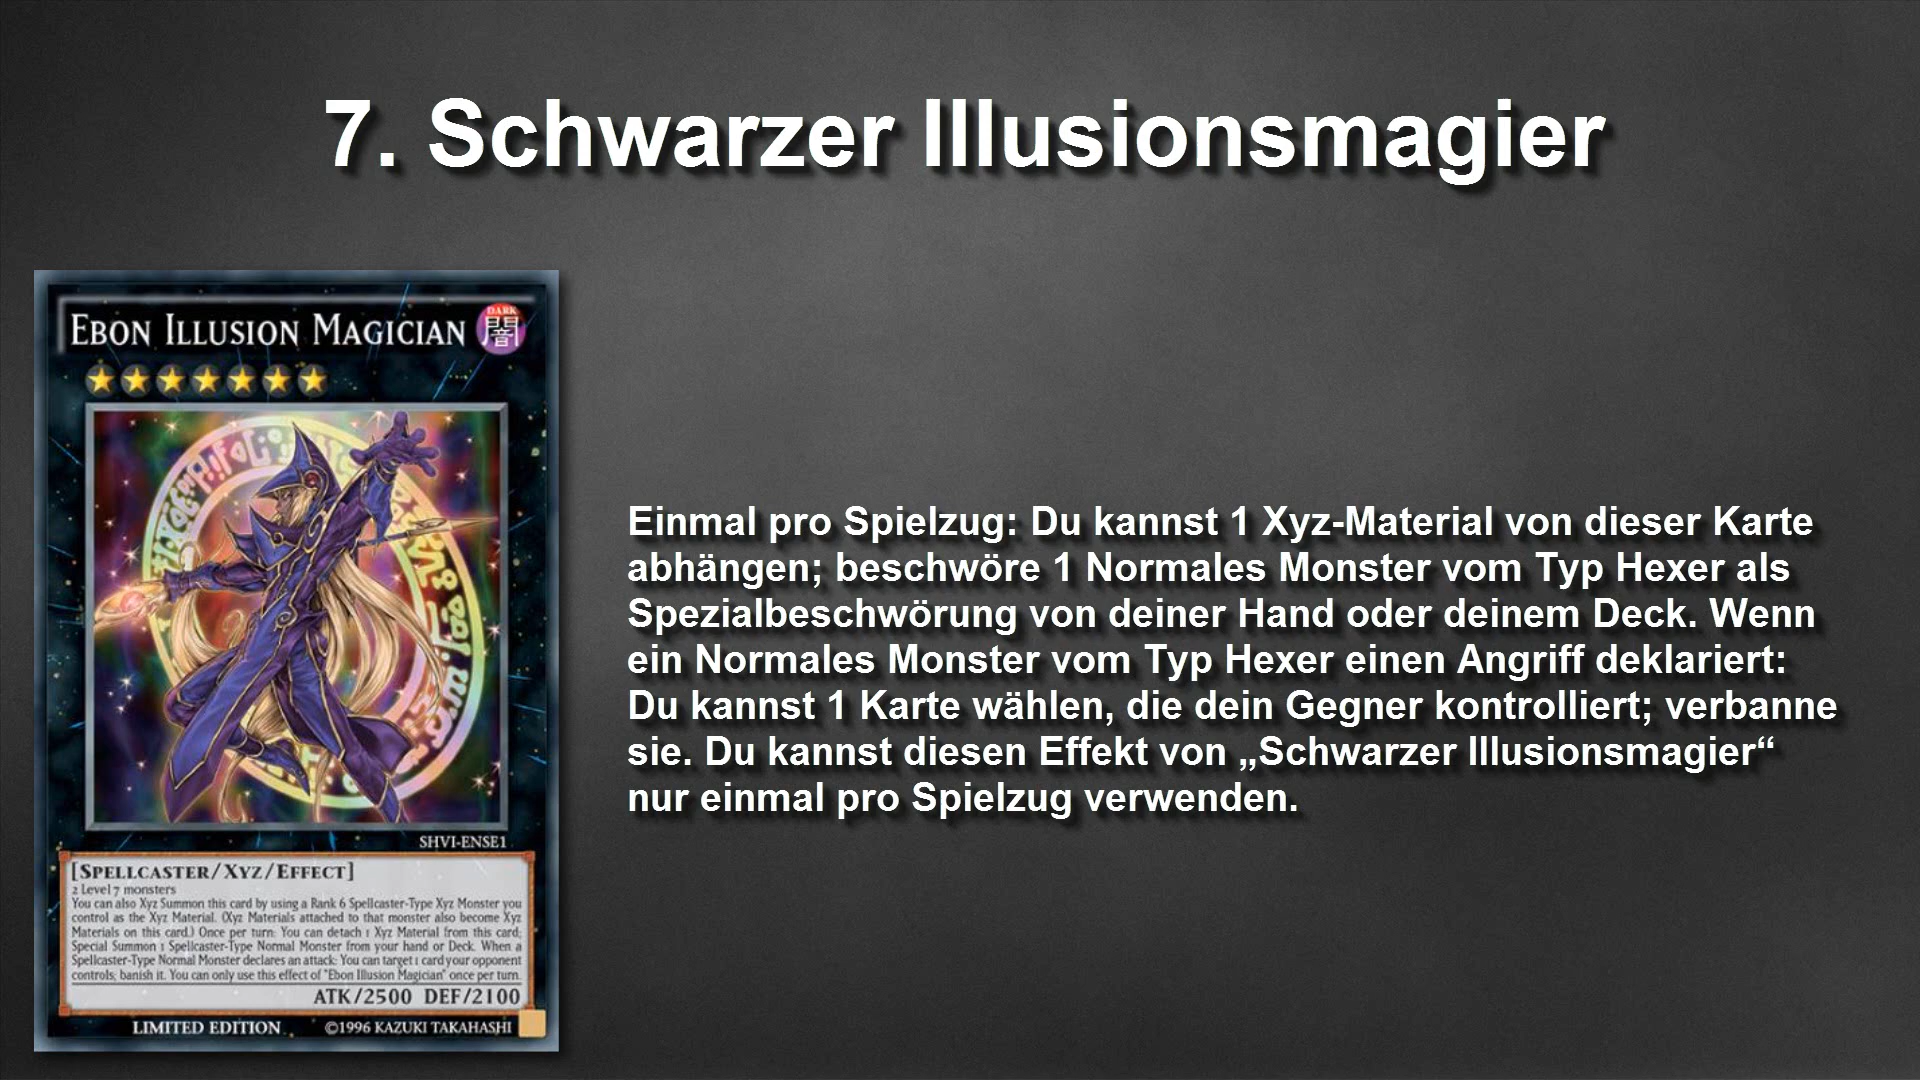 7. Schwarzer Illusionsmagier
EBON ILLUSION MAGICIAN
DARK
闇
SHVI-ENSE1
[SPELLCASTER/XYZ/EFFECT]
2 Level 7 monsters
You can also Xyz Summon this card by using a Rank 6 Spellcaster-Type Xyz Monster you
control as the Xyz Material. (Xyz Materials attached to that monster also become Xyz
Materials on this card.) Once per turn: You can detach 1 Xyz Material from this card;
Special Summon 1 Spellcaster-Type Normal Monster from your hand or Deck. When a
Spellcaster-Type Normal Monster declares an attack: You can target 1 card your opponent
controls; banish it. You can only use this effect of "Ebon Illusion Magician" once per turn.
ATK/2500 DEF/2100
LIMITED EDITION
©1996 KAZUKI TAKAHASHI
Einmal pro Spielzug: Du kannst 1 Xyz-Material von dieser Karte
abhängen; beschwöre 1 Normales Monster vom Typ Hexer als
Spezialbeschwörung von deiner Hand oder deinem Deck. Wenn
ein Normales Monster vom Typ Hexer einen Angriff deklariert:
Du kannst 1 Karte wählen, die dein Gegner kontrolliert; verbanne
sie. Du kannst diesen Effekt von „Schwarzer Illusionsmagier“
nur einmal pro Spielzug verwenden.